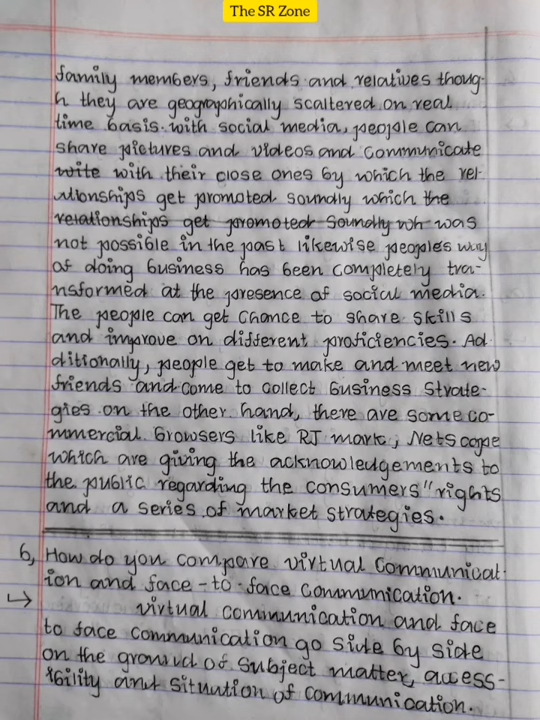 The SR Zone
family members, friends and relatives thoug-
h they are geographically scattered on real
time basis. with social media, people can
share pictures and videos and communicate
write with their close ones by which the rel-
ationships get promoted soundly which the
relationships get promoted soundly wh was
not possible in the past likewise people's way
of doing business has been completely tra-
nsformed at the presence of social media.
The people can get chance to share skills
and improve on different proficiencies. Ad
ditionally, people get to make and meet new
friends and come to collect business strate-
gies on the other hand, there are some co-
mmercial browsers like RJ mark, Netscape
which are giving the acknowledgements to
the public regarding the consumers" rights
and a series of market strategies.
6, How do you compare virtual communicat-
ion and face-to-face communication.
↳ virtual communication and face
to face communication go side by side
on the ground of subject matter, access-
ibility and situation of communication.